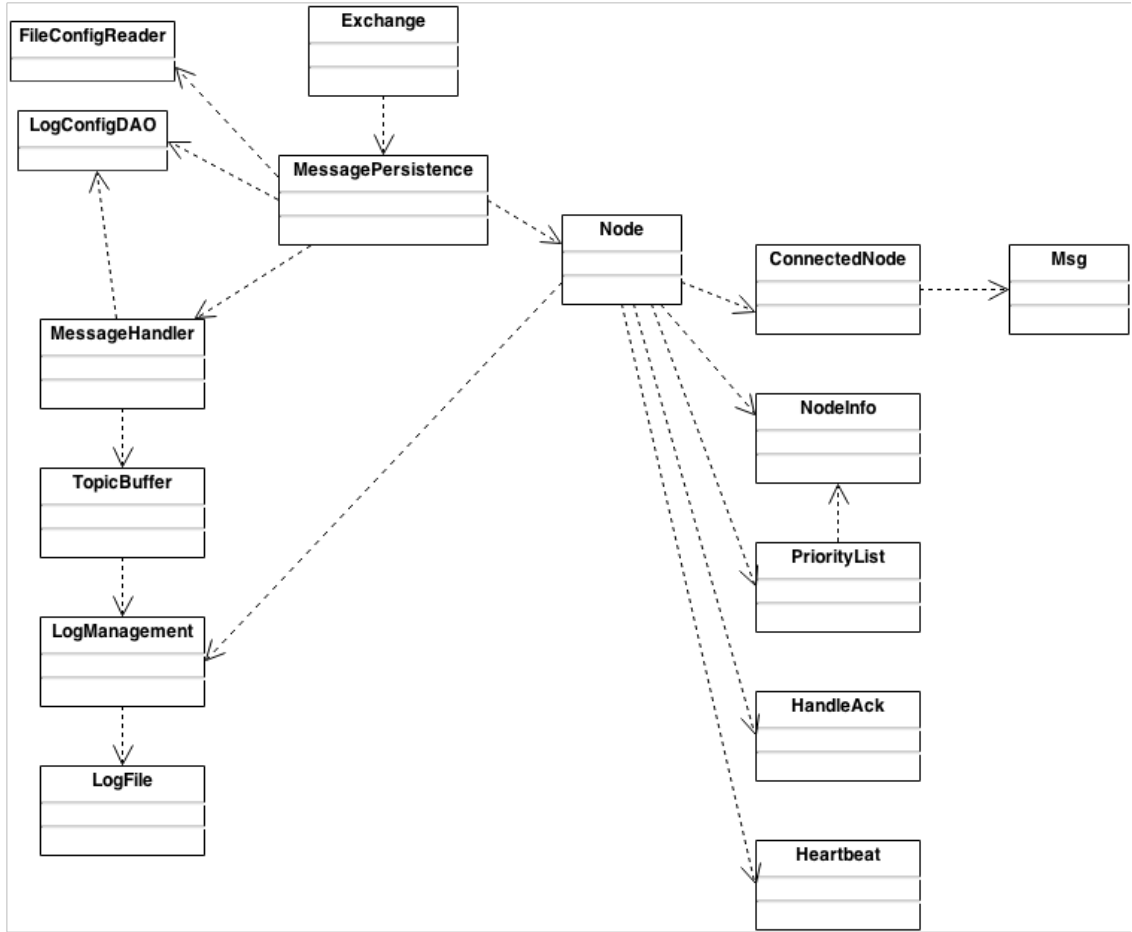 Exchange
FileConfigReader
LogConfigDAO
MessagePersistence
Node
ConnectedNode
Msg
MessageHandler
NodeInfo
TopicBuffer
PriorityList
LogManagement
HandleAck
LogFile
Heartbeat